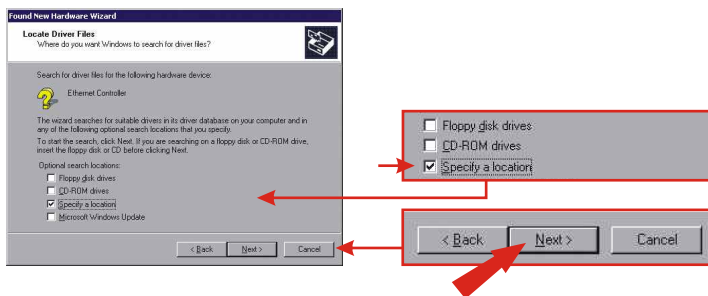 Found New Hardware Wizard
Locate Driver Files
Where do you want Windows to search for driver files?
Search for driver files for the following hardware device:
Ethernet Controller
The wizard searches for suitable drivers in its driver database on your computer and in
any of the following optional search locations that you specify.
To start the search, click Next. If you are searching on a floppy disk or CD-ROM drive,
insert the floppy disk or CD before clicking Next.
Optional search locations:
Floppy disk drives
CD-ROM drives
Specify a location
Microsoft Windows Update
< Back
Next >
Cancel
Floppy disk drives
CD-ROM drives
Specify a location
< Back
Next >
Cancel